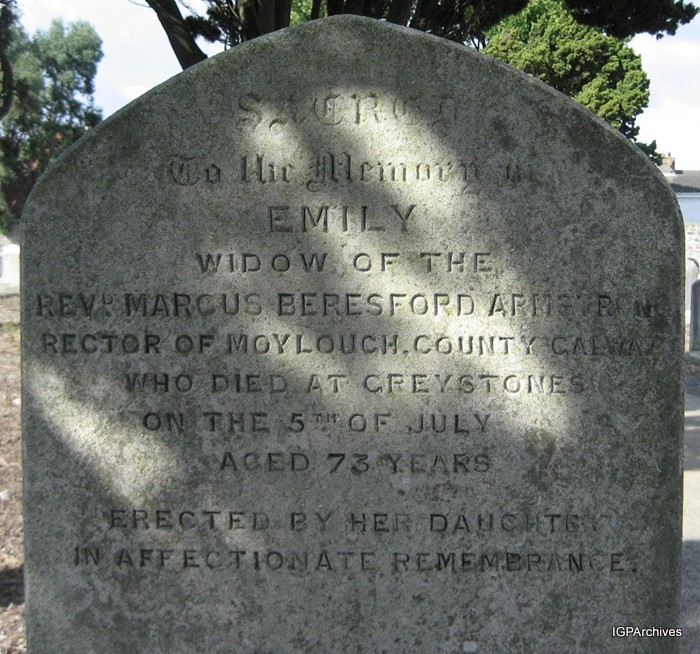 SACRED
To the Memory of
EMILY
WIDOW OF THE
REVD. MARCUS BERESFORD ARMSTRONG
RECTOR OF MOYLOUGH, COUNTY GALWAY
WHO DIED AT GREYSTONES
ON THE 5TH OF JULY
AGED 73 YEARS
ERECTED BY HER DAUGHTER
IN AFFECTIONATE REMEMBRANCE.
IGPArchives